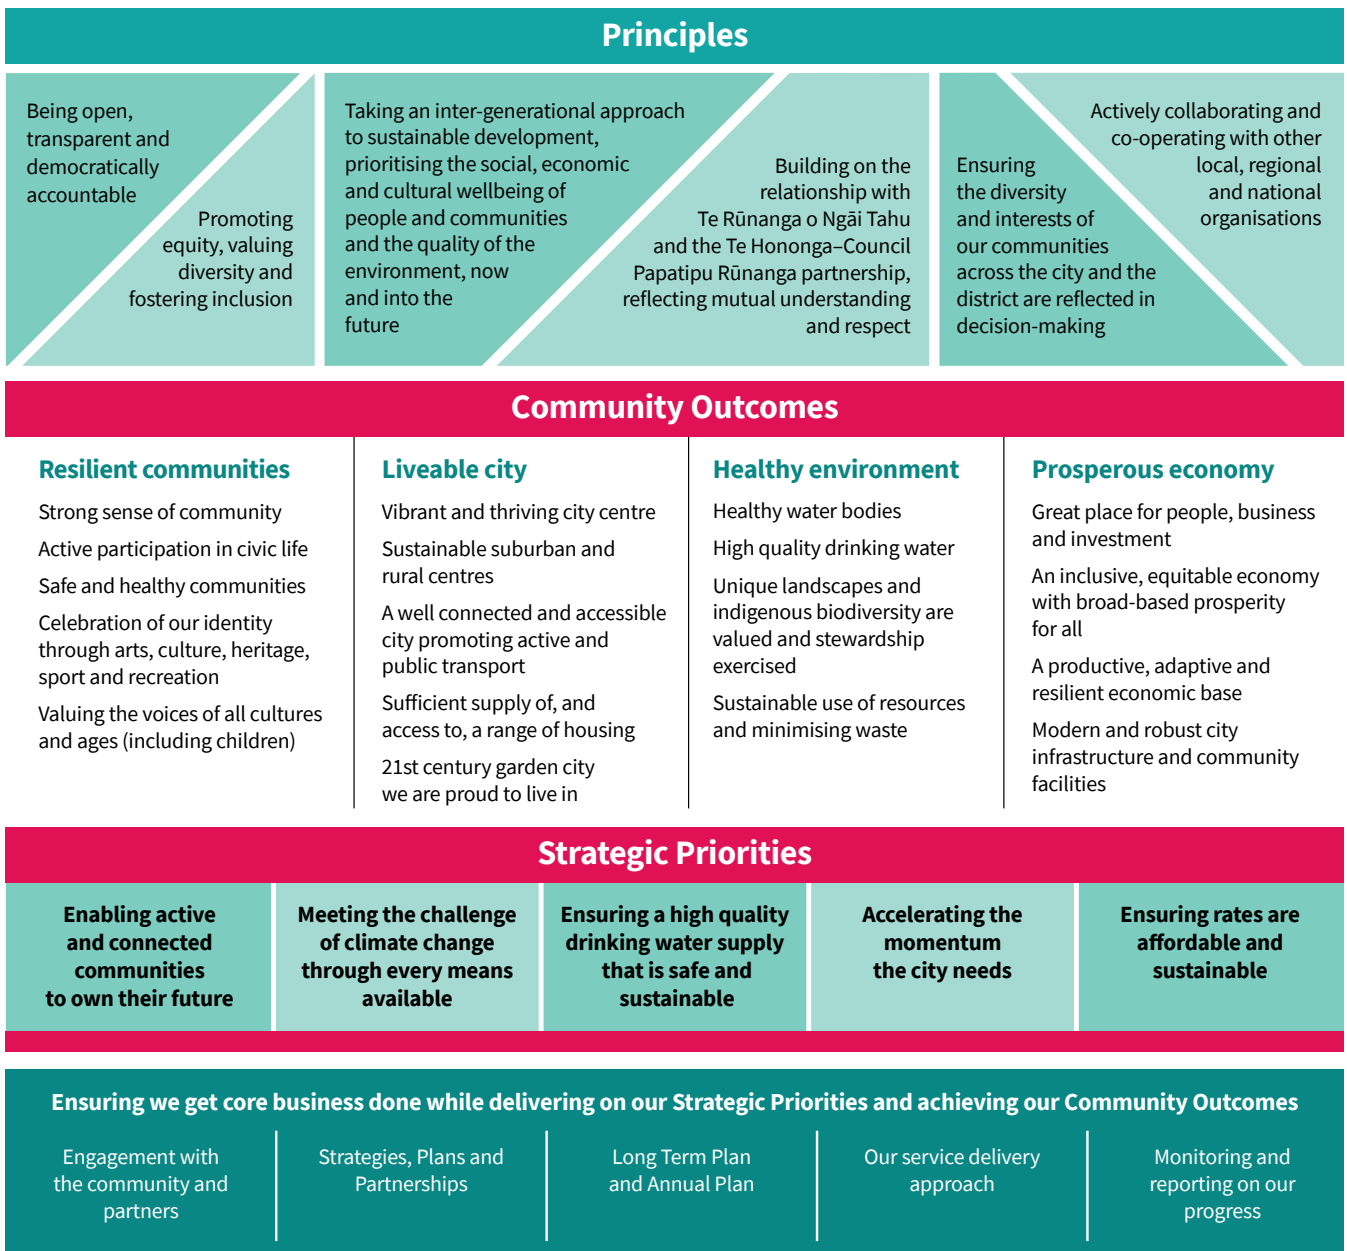 Principles
Being open,
transparent and
democratically
accountable
Promoting
equity, valuing
diversity and
fostering inclusion
Taking an inter-generational approach
to sustainable development,
prioritising the social, economic
and cultural wellbeing of
people and communities
and the quality of the
environment, now
and into the
future
Building on the
relationship with
Te Rūnanga o Ngāi Tahu
and the Te Hononga–Council
Papatipu Rūnanga partnership,
reflecting mutual understanding
and respect
Ensuring
the diversity
and interests of
our communities
across the city and the
district are reflected in
decision-making
Actively collaborating and
co-operating with other
local, regional
and national
organisations
Community Outcomes
Resilient communities
Strong sense of community
Active participation in civic life
Safe and healthy communities
Celebration of our identity
through arts, culture, heritage,
sport and recreation
Valuing the voices of all cultures
and ages (including children)
Liveable city
Vibrant and thriving city centre
Sustainable suburban and
rural centres
A well connected and accessible
city promoting active and
public transport
Sufficient supply of, and
access to, a range of housing
21st century garden city
we are proud to live in
Healthy environment
Healthy water bodies
High quality drinking water
Unique landscapes and
indigenous biodiversity are
valued and stewardship
exercised
Sustainable use of resources
and minimising waste
Prosperous economy
Great place for people, business
and investment
An inclusive, equitable economy
with broad-based prosperity
for all
A productive, adaptive and
resilient economic base
Modern and robust city
infrastructure and community
facilities
Strategic Priorities
Enabling active
and connected
communities
to own their future
Meeting the challenge
of climate change
through every means
available
Ensuring a high quality
drinking water supply
that is safe and
sustainable
Accelerating the
momentum
the city needs
Ensuring rates are
affordable and
sustainable
Ensuring we get core business done while delivering on our Strategic Priorities and achieving our Community Outcomes
Engagement with
the community and
partners
Strategies, Plans and
Partnerships
Long Term Plan
and Annual Plan
Our service delivery
approach
Monitoring and
reporting on our
progress